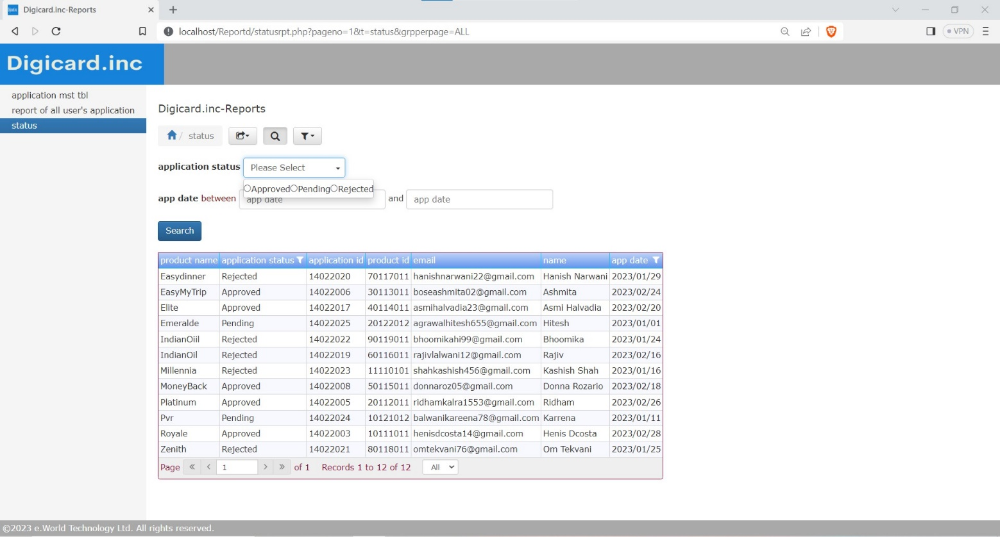 Digicard.inc-Reports
localhost/Reportd/statusrpt.php?pageno=1&t=status&grpperpage=ALL
VPN
Digicard.inc
application mst tbl
report of all user's application
status
Digicard.inc-Reports
/ status
application status Please Select
Approved Pending Rejected
app date between app date and app date
Search
product name application status application id product id email name app date
Easydinner Rejected 14022020 70117011 hanishnarwani22@gmail.com Hanish Narwani 2023/01/29
EasyMyTrip Approved 14022006 30113011 boseashmita02@gmail.com Ashmita 2023/02/24
Elite Approved 14022017 40114011 asmihalvadia23@gmail.com Asmi Halvadia 2023/02/20
Emeralde Pending 14022025 20122012 agrawalhitesh655@gmail.com Hitesh 2023/01/01
IndianOiil Rejected 14022022 90119011 bhoomikahi99@gmail.com Bhoomika 2023/01/24
IndianOil Rejected 14022019 60116011 rajivlalwani12@gmail.com Rajiv 2023/02/16
Millennia Rejected 14022023 11110101 shahkashish456@gmail.com Kashish Shah 2023/01/16
MoneyBack Approved 14022008 50115011 donnaroz05@gmail.com Donna Rozario 2023/02/18
Platinum Approved 14022005 20112011 ridhamkalra1553@gmail.com Ridham 2023/02/26
Pvr Pending 14022024 10121012 balwanikareena78@gmail.com Karrena 2023/01/11
Royale Approved 14022003 10111011 henisdcosta14@gmail.com Henis Dcosta 2023/02/28
Zenith Rejected 14022021 80118011 omtekvani76@gmail.com Om Tekvani 2023/01/25
Page 1 of 1 Records 1 to 12 of 12 All
©2023 e.World Technology Ltd. All rights reserved.